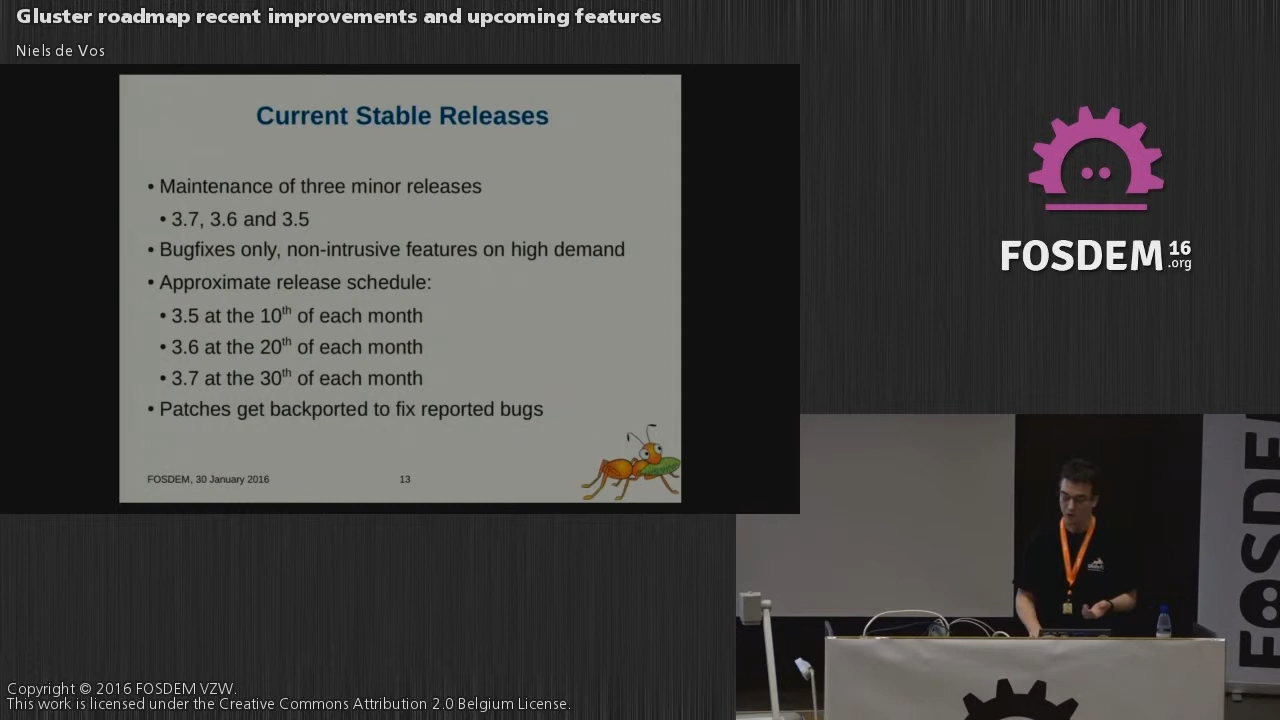 Gluster roadmap recent improvements and upcoming features
Niels de Vos
Current Stable Releases
• Maintenance of three minor releases
• 3.7, 3.6 and 3.5
• Bugfixes only, non-intrusive features on high demand
• Approximate release schedule:
• 3.5 at the 10th of each month
• 3.6 at the 20th of each month
• 3.7 at the 30th of each month
• Patches get backported to fix reported bugs
FOSDEM, 30 January 2016
13
FOSDEM 16
.org
FOSDEM
Copyright © 2016 FOSDEM VZW.
This work is licensed under the Creative Commons Attribution 2.0 Belgium License.